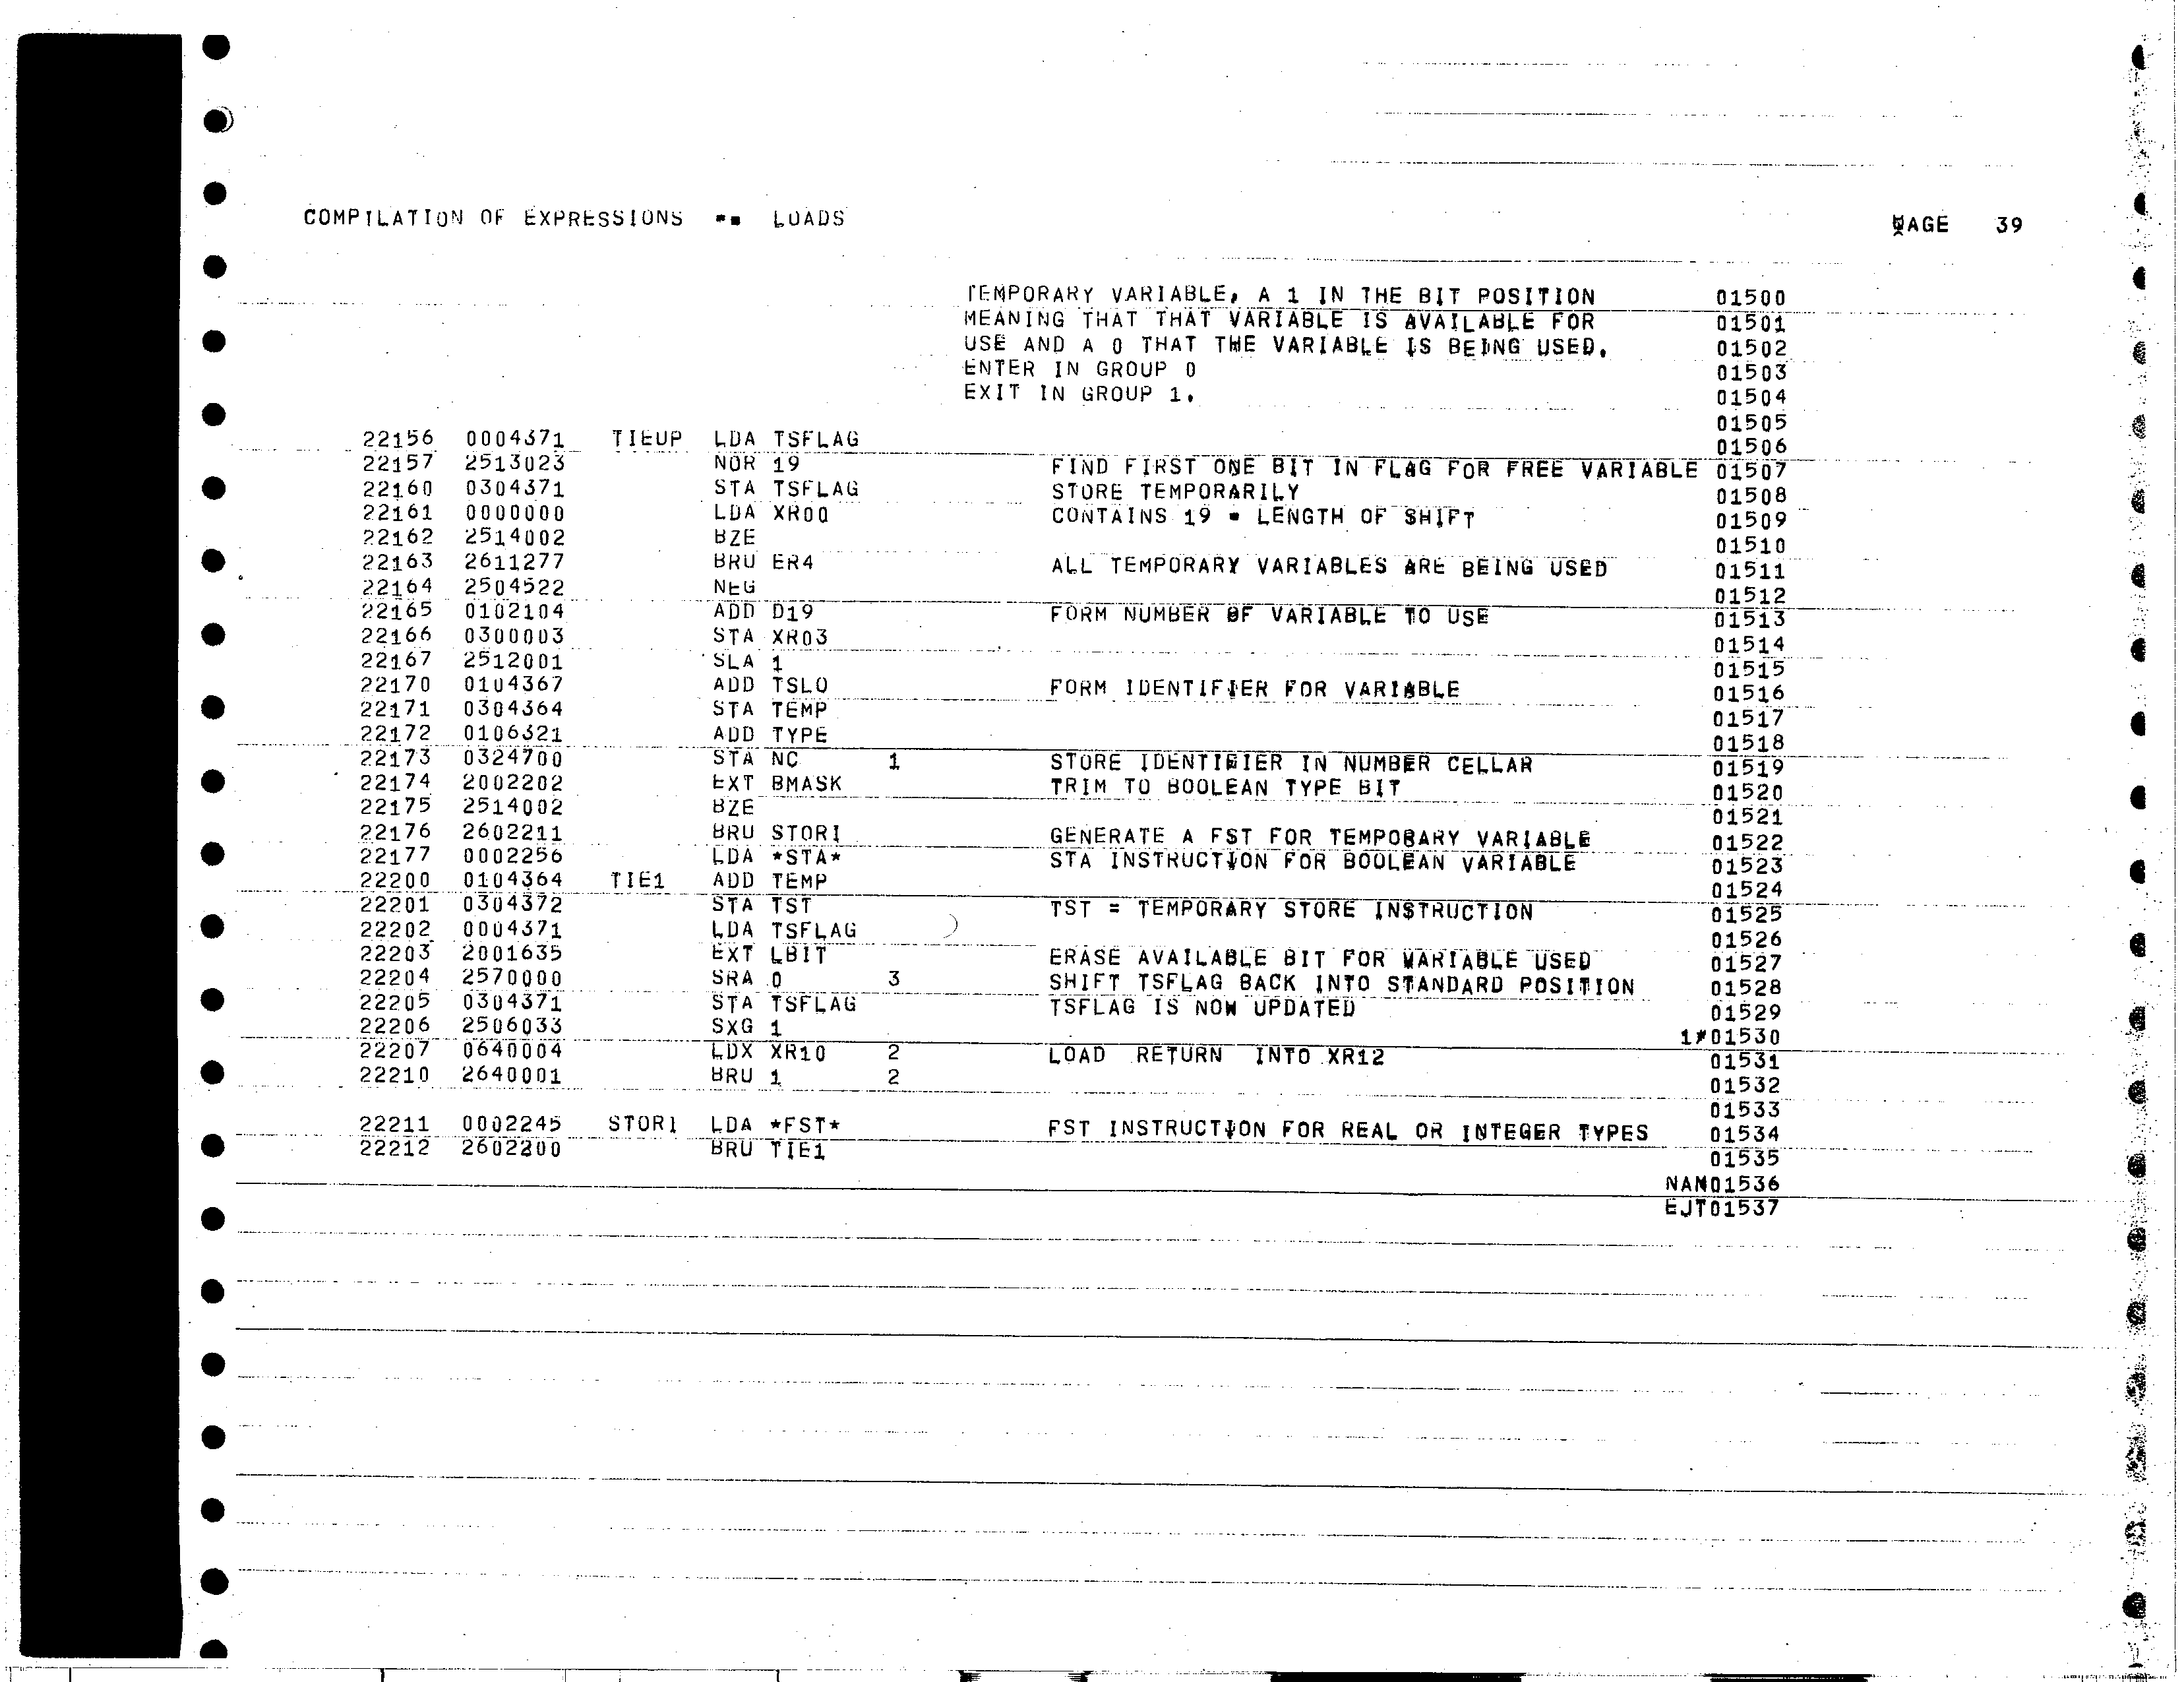 COMPILATION OF EXPRESSIONS -- LOADS PAGE 39
TEMPORARY VARIABLE, A 1 IN THE BIT POSITION 01500
MEANING THAT THAT VARIABLE IS AVAILABLE FOR 01501
USE AND A 0 THAT THE VARIABLE IS BEING USED. 01502
ENTER IN GROUP 0 01503
EXIT IN GROUP 1. 01504
01505
22156 0004371 TIEUP LDA TSFLAG 01506
22157 2513023 NOR 19 FIND FIRST ONE BIT IN FLAG FOR FREE VARIABLE 01507
22160 0304371 STA TSFLAG STORE TEMPORARILY 01508
22161 0000000 LDA XR00 CONTAINS 19 - LENGTH OF SHIFT 01509
22162 2514002 BZE 01510
22163 2611277 BRU ER4 ALL TEMPORARY VARIABLES ARE BEING USED 01511
22164 2504522 NEG 01512
22165 0102104 ADD D19 FORM NUMBER OF VARIABLE TO USE 01513
22166 0300003 STA XR03 01514
22167 2512001 SLA 1 01515
22170 0104367 ADD TSLO FORM IDENTIFIER FOR VARIABLE 01516
22171 0304364 STA TEMP 01517
22172 0106321 ADD TYPE 01518
22173 0324700 STA NC 1 STORE IDENTIFIER IN NUMBER CELLAR 01519
22174 2002202 EXT BMASK TRIM TO BOOLEAN TYPE BIT 01520
22175 2514002 BZE 01521
22176 2602211 BRU STORI GENERATE A FST FOR TEMPORARY VARIABLE 01522
22177 0002256 LDA *STA* STA INSTRUCTION FOR BOOLEAN VARIABLE 01523
22200 0104364 TIE1 ADD TEMP 01524
22201 0304372 STA TST TST = TEMPORARY STORE INSTRUCTION 01525
22202 0004371 LDA TSFLAG 01526
22203 2001635 EXT LBIT ERASE AVAILABLE BIT FOR VARIABLE USED 01527
22204 2570000 SRA 0 3 SHIFT TSFLAG BACK INTO STANDARD POSITION 01528
22205 0304371 STA TSFLAG TSFLAG IS NOW UPDATED 01529
22206 2506033 SXG 1 1*01530
22207 0640004 LDX XR10 2 LOAD RETURN INTO XR12 01531
22210 2640001 BRU 1 2 01532
01533
22211 0002245 STORI LDA *FST* FST INSTRUCTION FOR REAL OR INTEGER TYPES 01534
22212 2602200 BRU TIE1 01535
NAM01536
EJT01537